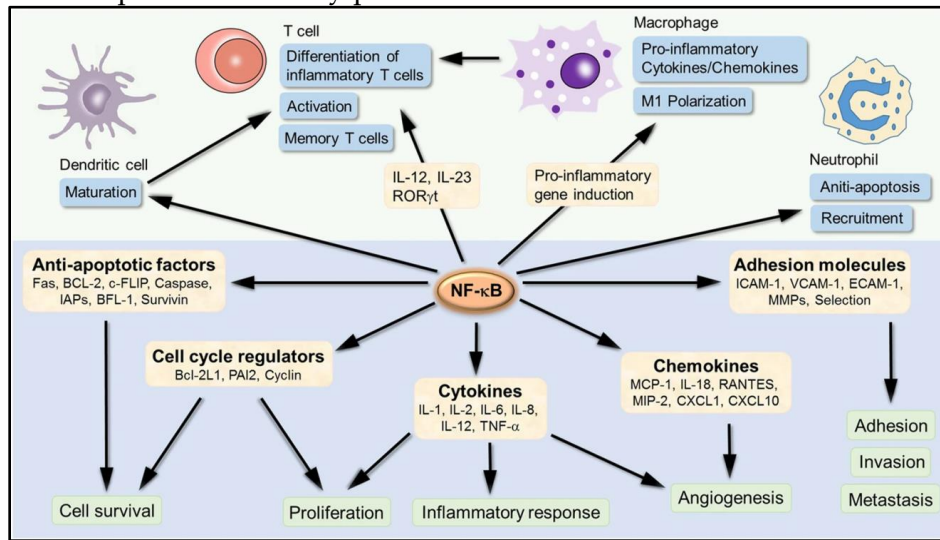 T cell
Differentiation of
inflammatory T cells
Activation
Memory T cells
Macrophage
Pro-inflammatory
Cytokines/Chemokines
M1 Polarization
Dendritic cell
Maturation
IL-12, IL-23
RORγt
Pro-inflammatory
gene induction
Neutrophil
Aniti-apoptosis
Recruitment
NF-κB
Anti-apoptotic factors
Fas, BCL-2, c-FLIP, Caspase,
IAPs, BFL-1, Survivin
Adhesion molecules
ICAM-1, VCAM-1, ECAM-1,
MMPs, Selection
Cell cycle regulators
Bcl-2L1, PAI2, Cyclin
Cytokines
IL-1, IL-2, IL-6, IL-8,
IL-12, TNF-α
Chemokines
MCP-1, IL-18, RANTES,
MIP-2, CXCL1, CXCL10
Adhesion
Invasion
Metastasis
Cell survival
Proliferation
Inflammatory response
Angiogenesis